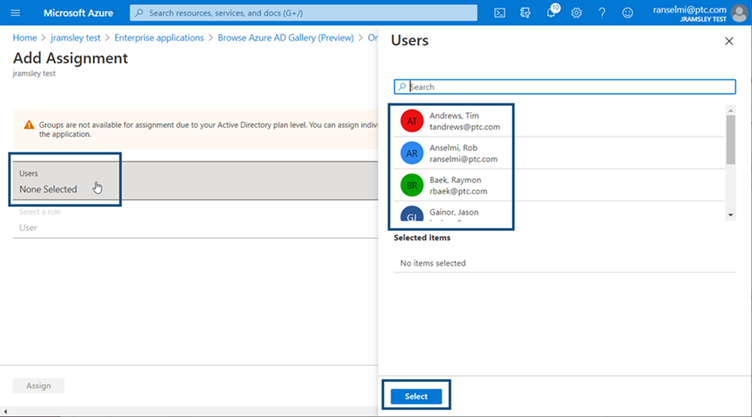 Microsoft Azure
Search resources, services, and docs (G+/)
10
ranselmi@ptc.com
JRAMSLEY TEST
Home > jramsley test > Enterprise applications > Browse Azure AD Gallery (Preview) > On
Add Assignment
jramsley test
Groups are not available for assignment due to your Active Directory plan level. You can assign indivi
the application.
Users
None Selected
Select a role
User
Assign
Users
Search
AT
Andrews, Tim
tandrews@ptc.com
AR
Anselmi, Rob
ranselmi@ptc.com
BR
Baek, Raymon
rbaek@ptc.com
GJ
Gainor, Jason
Selected items
No items selected
Select